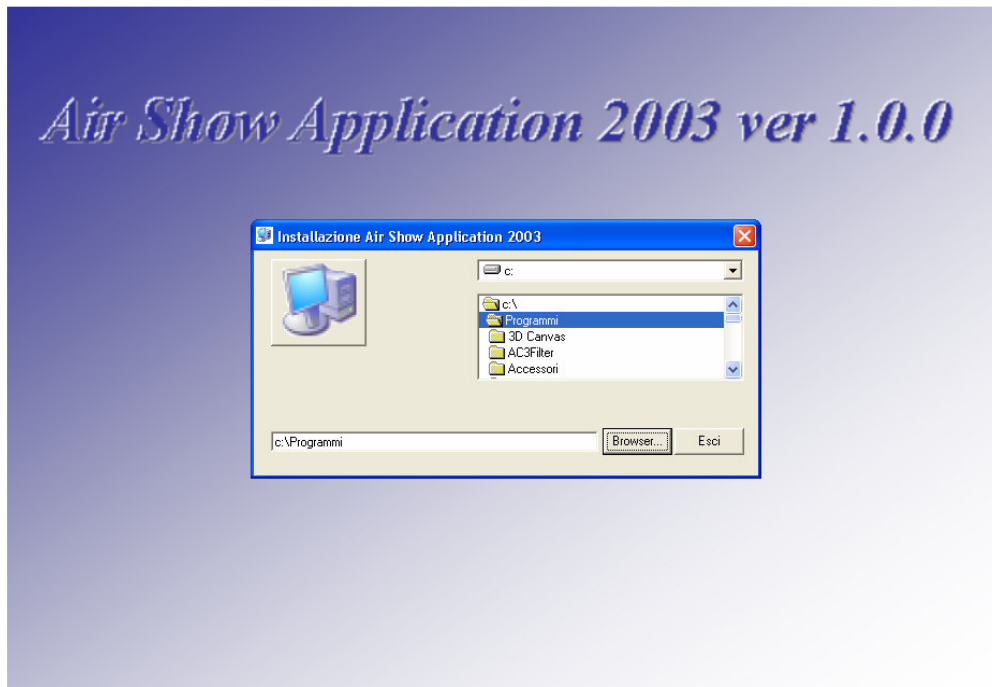 Air Show Application 2003 ver 1.0.0
Installazione Air Show Application 2003
c:
c:\
Programmi
3D Canvas
AC3Filter
Accessori
c:\Programmi
Browser...
Esci